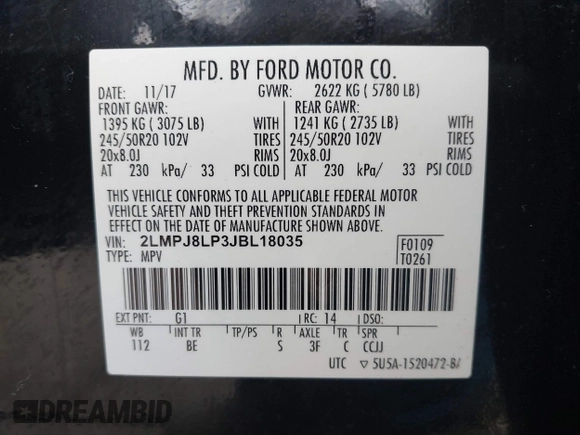 MFD. BY FORD MOTOR CO.
DATE: 11/17 GVWR: 2622 KG ( 5780 LB)
FRONT GAWR: REAR GAWR:
1395 KG ( 3075 LB) WITH 1241 KG ( 2735 LB) WITH
245/50R20 102V TIRES 245/50R20 102V TIRES
20x8.0J RIMS 20x8.0J RIMS
AT 230 kPa/ 33 PSI COLD AT 230 kPa/ 33 PSI COLD
THIS VEHICLE CONFORMS TO ALL APPLICABLE FEDERAL MOTOR
VEHICLE SAFETY AND THEFT PREVENTION STANDARDS IN
EFFECT ON THE DATE OF MANUFACTURE SHOWN ABOVE.
VIN: 2LMPJ8LP3JBL18035 F0109
TYPE: MPV T0261
EXT PNT: G1 RC: 14 DSO:
WB INT TR TP/PS R AXLE TR SPR
112 BE S 3F C CCJJ
UTC ▽ 5U5A-1520472-BA
DREAMBID